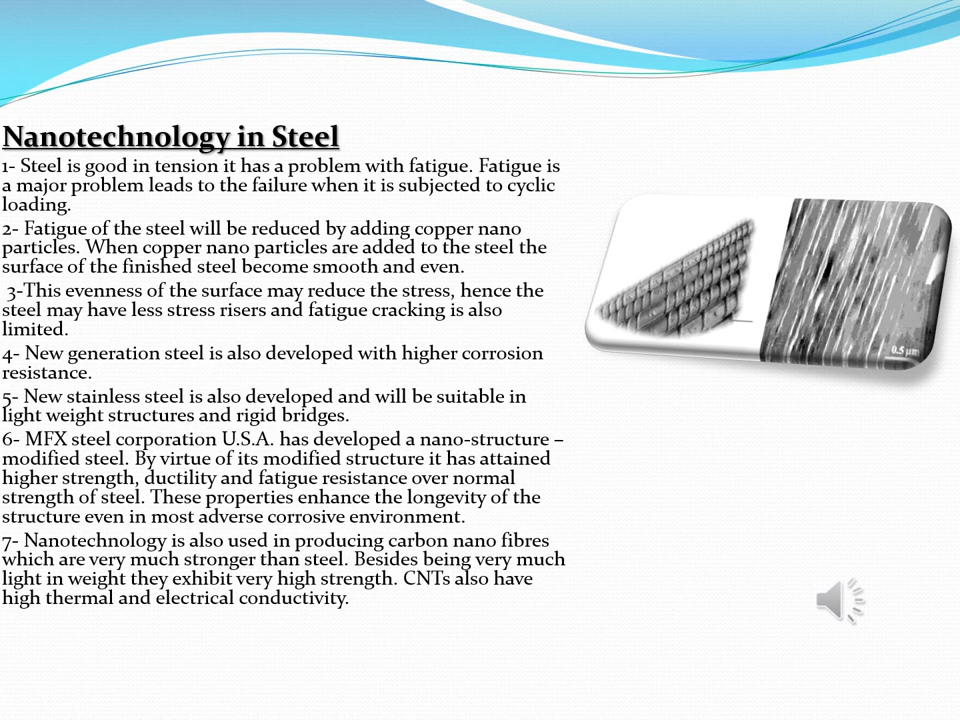 Nanotechnology in Steel
1- Steel is good in tension it has a problem with fatigue. Fatigue is
a major problem leads to the failure when it is subjected to cyclic
loading.
2- Fatigue of the steel will be reduced by adding copper nano
particles. When copper nano particles are added to the steel the
surface of the finished steel become smooth and even.
3-This evenness of the surface may reduce the stress, hence the
steel may have less stress risers and fatigue cracking is also
limited.
4- New generation steel is also developed with higher corrosion
resistance.
5- New stainless steel is also developed and will be suitable in
light weight structures and rigid bridges.
6- MFX steel corporation U.S.A. has developed a nano-structure –
modified steel. By virtue of its modified structure it has attained
higher strength, ductility and fatigue resistance over normal
strength of steel. These properties enhance the longevity of the
structure even in most adverse corrosive environment.
7- Nanotechnology is also used in producing carbon nano fibres
which are very much stronger than steel. Besides being very much
light in weight they exhibit very high strength. CNTs also have
high thermal and electrical conductivity.
0.5 µm